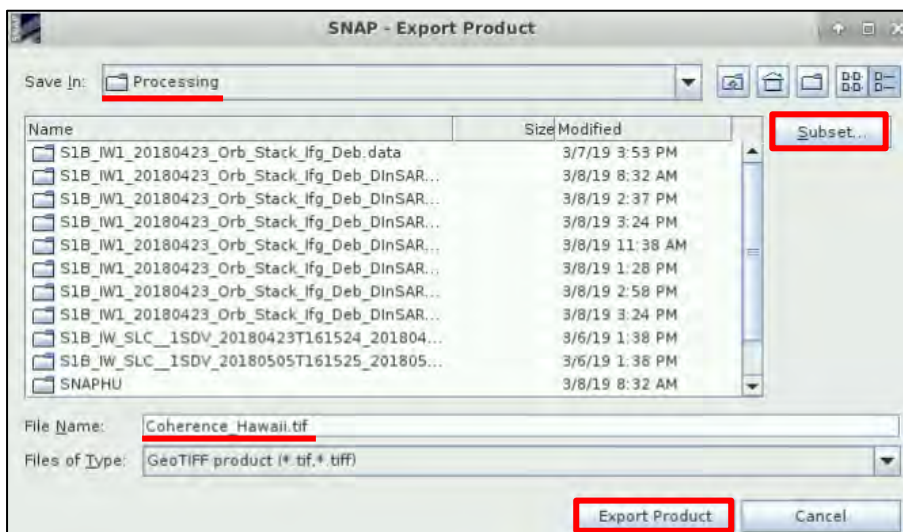 SNAP - Export Product
Save In: Processing
Name Size Modified
Subset...
S1B_IW1_20180423_Orb_Stack_Ifg_Deb.data 3/7/19 3:53 PM
S1B_IW1_20180423_Orb_Stack_Ifg_Deb_DInSAR... 3/8/19 8:32 AM
S1B_IW1_20180423_Orb_Stack_Ifg_Deb_DInSAR... 3/8/19 2:37 PM
S1B_IW1_20180423_Orb_Stack_Ifg_Deb_DInSAR... 3/8/19 3:24 PM
S1B_IW1_20180423_Orb_Stack_Ifg_Deb_DInSAR... 3/8/19 11:38 AM
S1B_IW1_20180423_Orb_Stack_Ifg_Deb_DInSAR... 3/8/19 1:28 PM
S1B_IW1_20180423_Orb_Stack_Ifg_Deb_DInSAR... 3/8/19 2:58 PM
S1B_IW1_20180423_Orb_Stack_Ifg_Deb_DInSAR... 3/8/19 3:24 PM
S1B_IW_SLC__1SDV_20180423T161524_201804... 3/6/19 1:38 PM
S1B_IW_SLC__1SDV_20180505T161525_201805... 3/6/19 1:38 PM
SNAPHU 3/8/19 8:32 AM
File Name: Coherence_Hawaii.tif
Files of Type: GeoTIFF product (*.tif,*.tiff)
Export Product Cancel